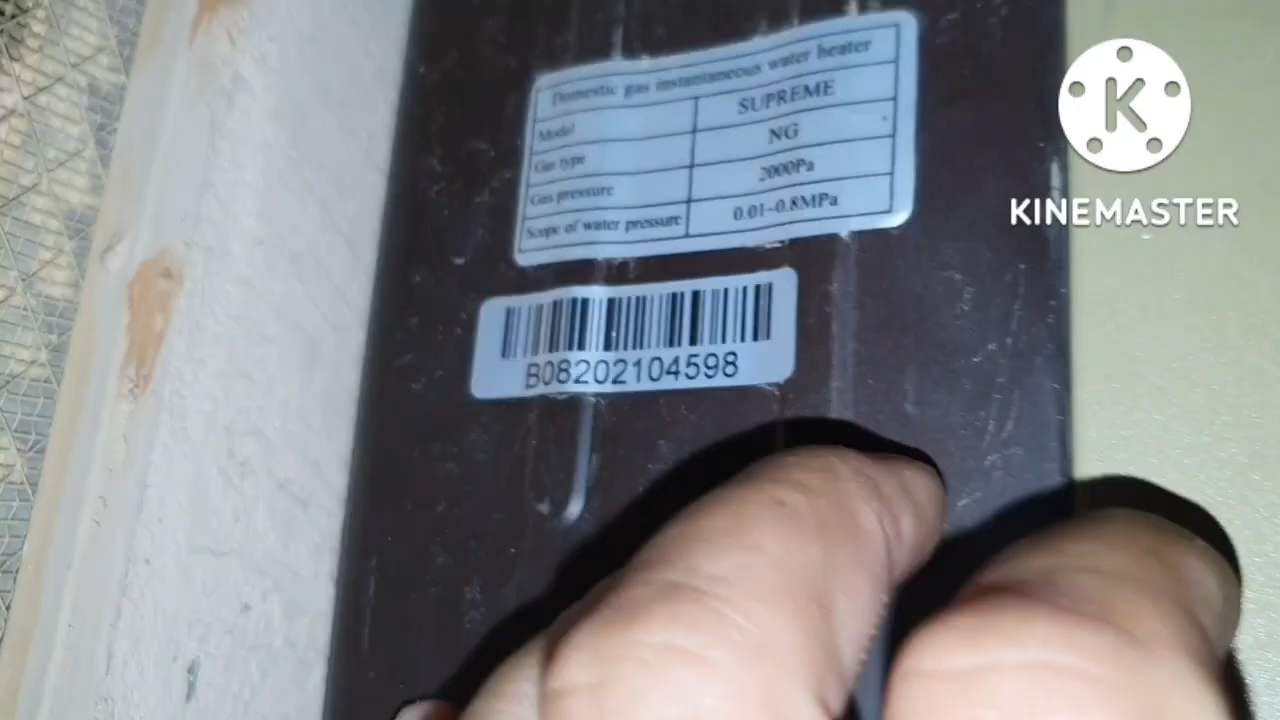 Domestic gas instantaneous water heater
Model SUPREME
Gas type NG
Gas pressure 2000Pa
Scope of water pressure 0.01~0.8MPa
B08202104598
K
KINEMASTER